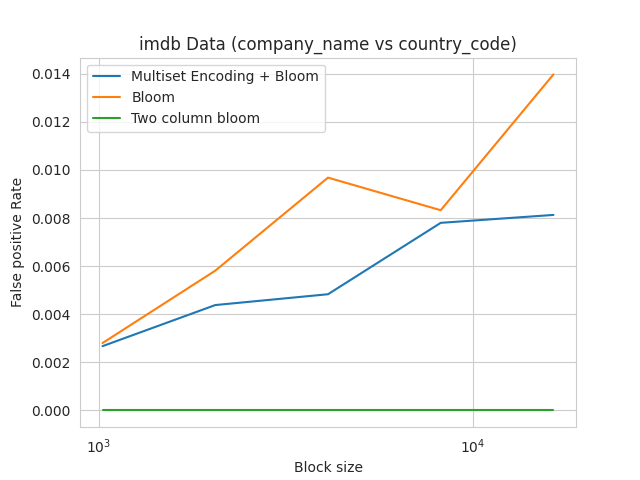 imdb Data (company_name vs country_code)
Multiset Encoding + Bloom
Bloom
Two column bloom
False positive Rate
0.014
0.012
0.010
0.008
0.006
0.004
0.002
0.000
10³ 10⁴
Block size